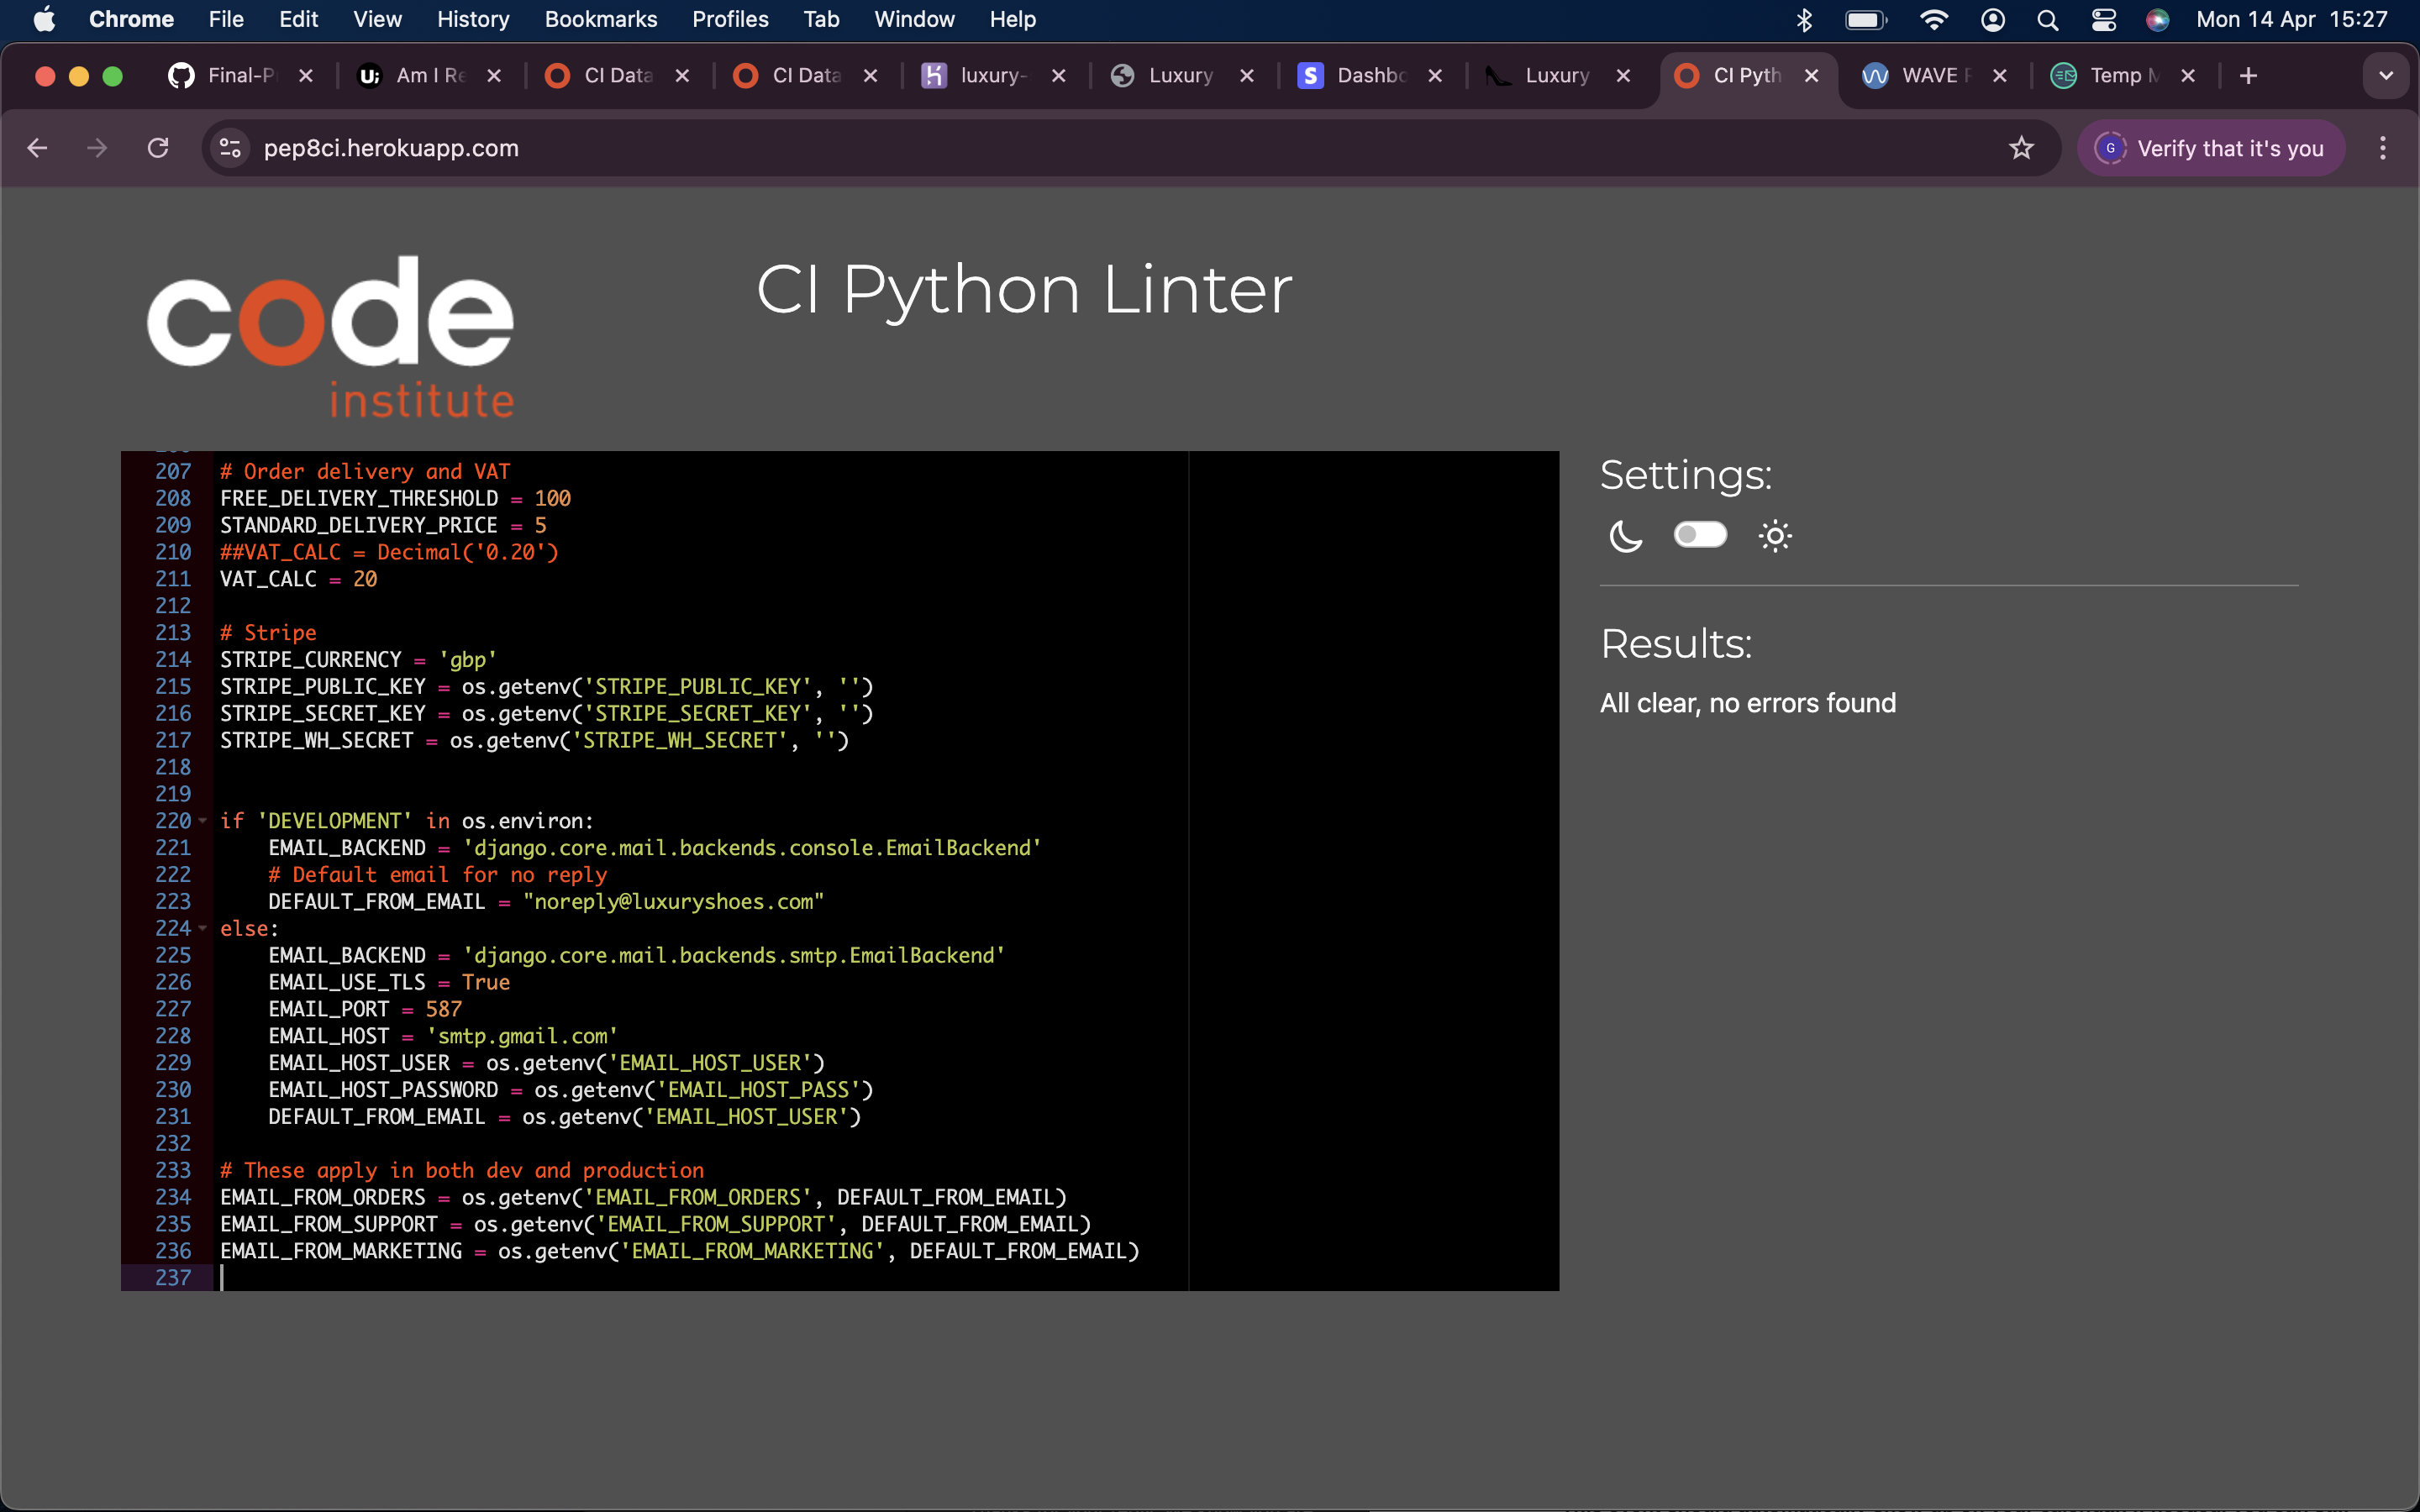 Chrome File Edit View History Bookmarks Profiles Tab Window Help Mon 14 Apr 15:27
Final-P Am I Re CI Data CI Data luxury- Luxury Dashbo Luxury CI Pyth WAVE Temp M
pep8ci.herokuapp.com G Verify that it's you
code
institute
CI Python Linter
207 # Order delivery and VAT
208 FREE_DELIVERY_THRESHOLD = 100
209 STANDARD_DELIVERY_PRICE = 5
210 ##VAT_CALC = Decimal('0.20')
211 VAT_CALC = 20
212
213 # Stripe
214 STRIPE_CURRENCY = 'gbp'
215 STRIPE_PUBLIC_KEY = os.getenv('STRIPE_PUBLIC_KEY', '')
216 STRIPE_SECRET_KEY = os.getenv('STRIPE_SECRET_KEY', '')
217 STRIPE_WH_SECRET = os.getenv('STRIPE_WH_SECRET', '')
218
219
220 if 'DEVELOPMENT' in os.environ:
221     EMAIL_BACKEND = 'django.core.mail.backends.console.EmailBackend'
222     # Default email for no reply
223     DEFAULT_FROM_EMAIL = "noreply@luxuryshoes.com"
224 else:
225     EMAIL_BACKEND = 'django.core.mail.backends.smtp.EmailBackend'
226     EMAIL_USE_TLS = True
227     EMAIL_PORT = 587
228     EMAIL_HOST = 'smtp.gmail.com'
229     EMAIL_HOST_USER = os.getenv('EMAIL_HOST_USER')
230     EMAIL_HOST_PASSWORD = os.getenv('EMAIL_HOST_PASS')
231     DEFAULT_FROM_EMAIL = os.getenv('EMAIL_HOST_USER')
232
233 # These apply in both dev and production
234 EMAIL_FROM_ORDERS = os.getenv('EMAIL_FROM_ORDERS', DEFAULT_FROM_EMAIL)
235 EMAIL_FROM_SUPPORT = os.getenv('EMAIL_FROM_SUPPORT', DEFAULT_FROM_EMAIL)
236 EMAIL_FROM_MARKETING = os.getenv('EMAIL_FROM_MARKETING', DEFAULT_FROM_EMAIL)
237
Settings:
Results:
All clear, no errors found